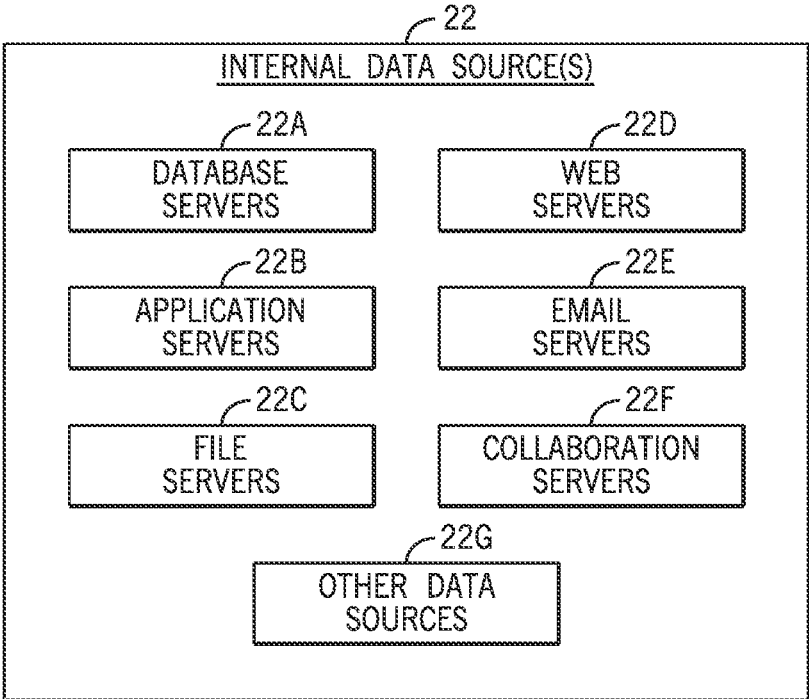 22
INTERNAL DATA SOURCE(S)
22A
DATABASE
SERVERS
22D
WEB
SERVERS
22B
APPLICATION
SERVERS
22E
EMAIL
SERVERS
22C
FILE
SERVERS
22F
COLLABORATION
SERVERS
22G
OTHER DATA
SOURCES